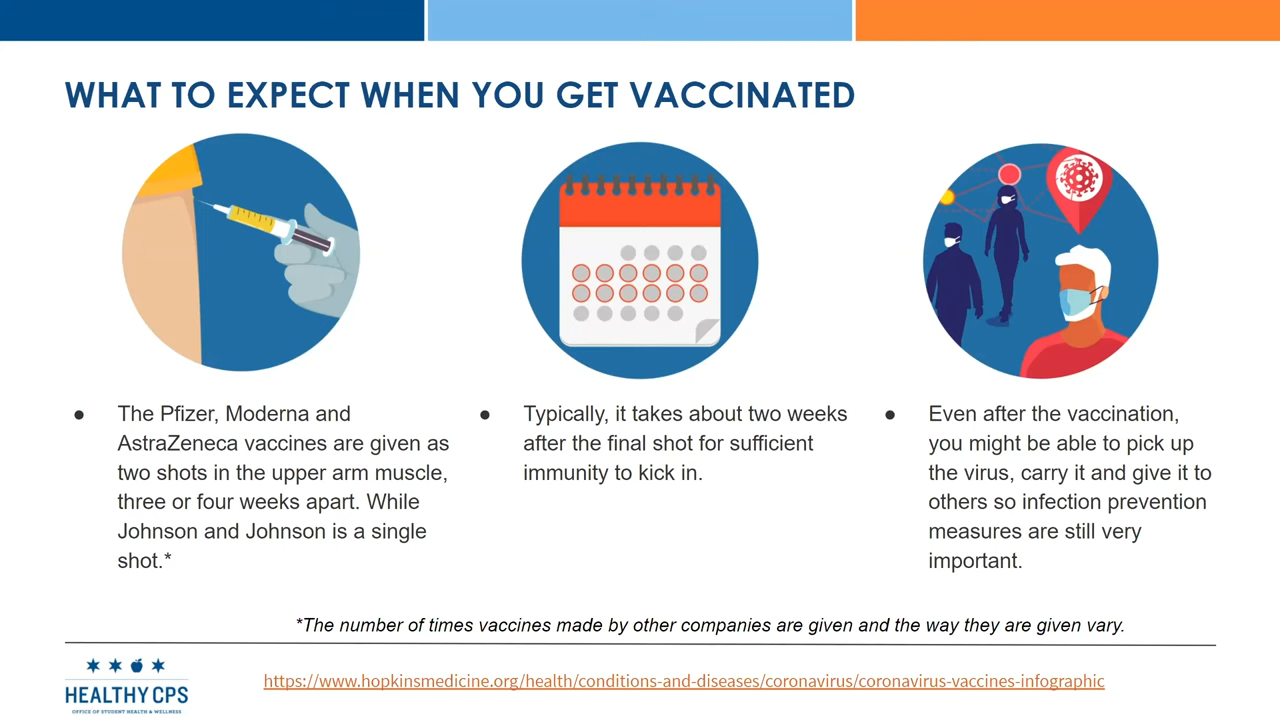 WHAT TO EXPECT WHEN YOU GET VACCINATED
● The Pfizer, Moderna and
AstraZeneca vaccines are given as
two shots in the upper arm muscle,
three or four weeks apart. While
Johnson and Johnson is a single
shot.*
● Typically, it takes about two weeks
after the final shot for sufficient
immunity to kick in.
● Even after the vaccination,
you might be able to pick up
the virus, carry it and give it to
others so infection prevention
measures are still very
important.
*The number of times vaccines made by other companies are given and the way they are given vary.
HEALTHY CPS
OFFICE OF STUDENT HEALTH & WELLNESS
https://www.hopkinsmedicine.org/health/conditions-and-diseases/coronavirus/coronavirus-vaccines-infographic